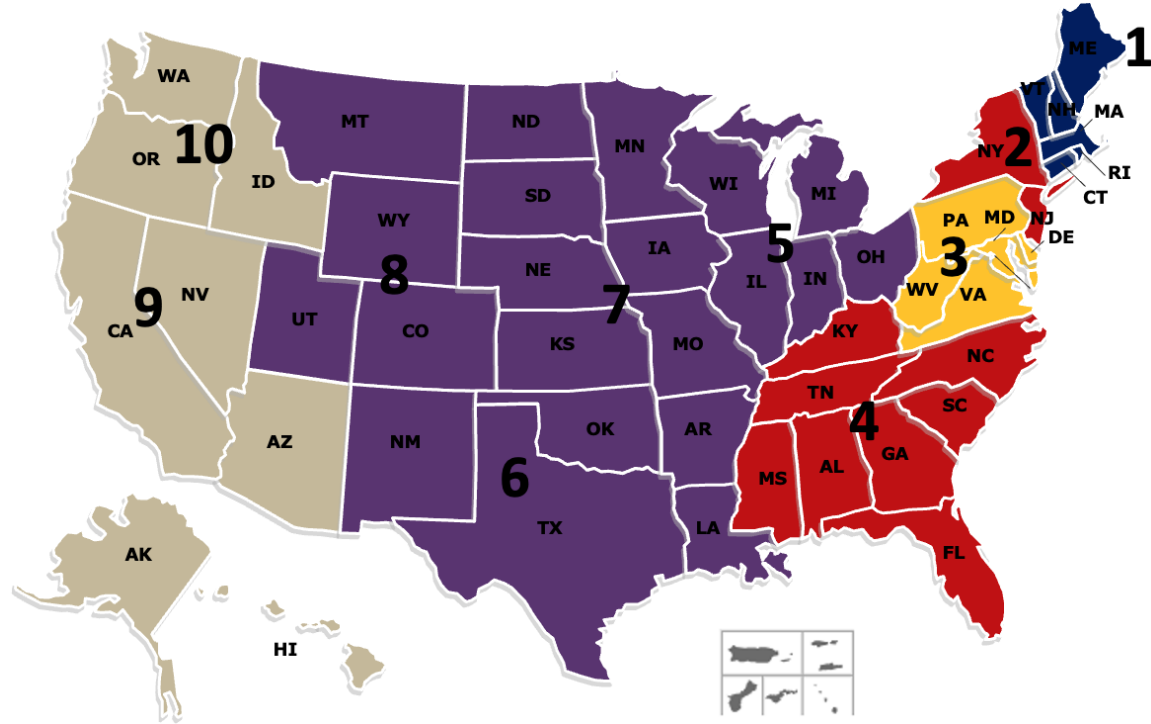 ME
1
WA
VT
NH
MA
MT
ND
OR
10
MN
NY
2
RI
ID
WI
MI
CT
SD
WY
PA
MD
NJ
DE
IA
5
OH
3
NE
8
IL
IN
WV
VA
9
NV
7
UT
CA
CO
KS
MO
KY
NC
TN
SC
AZ
NM
OK
AR
4
GA
6
MS
AL
TX
LA
AK
FL
HI